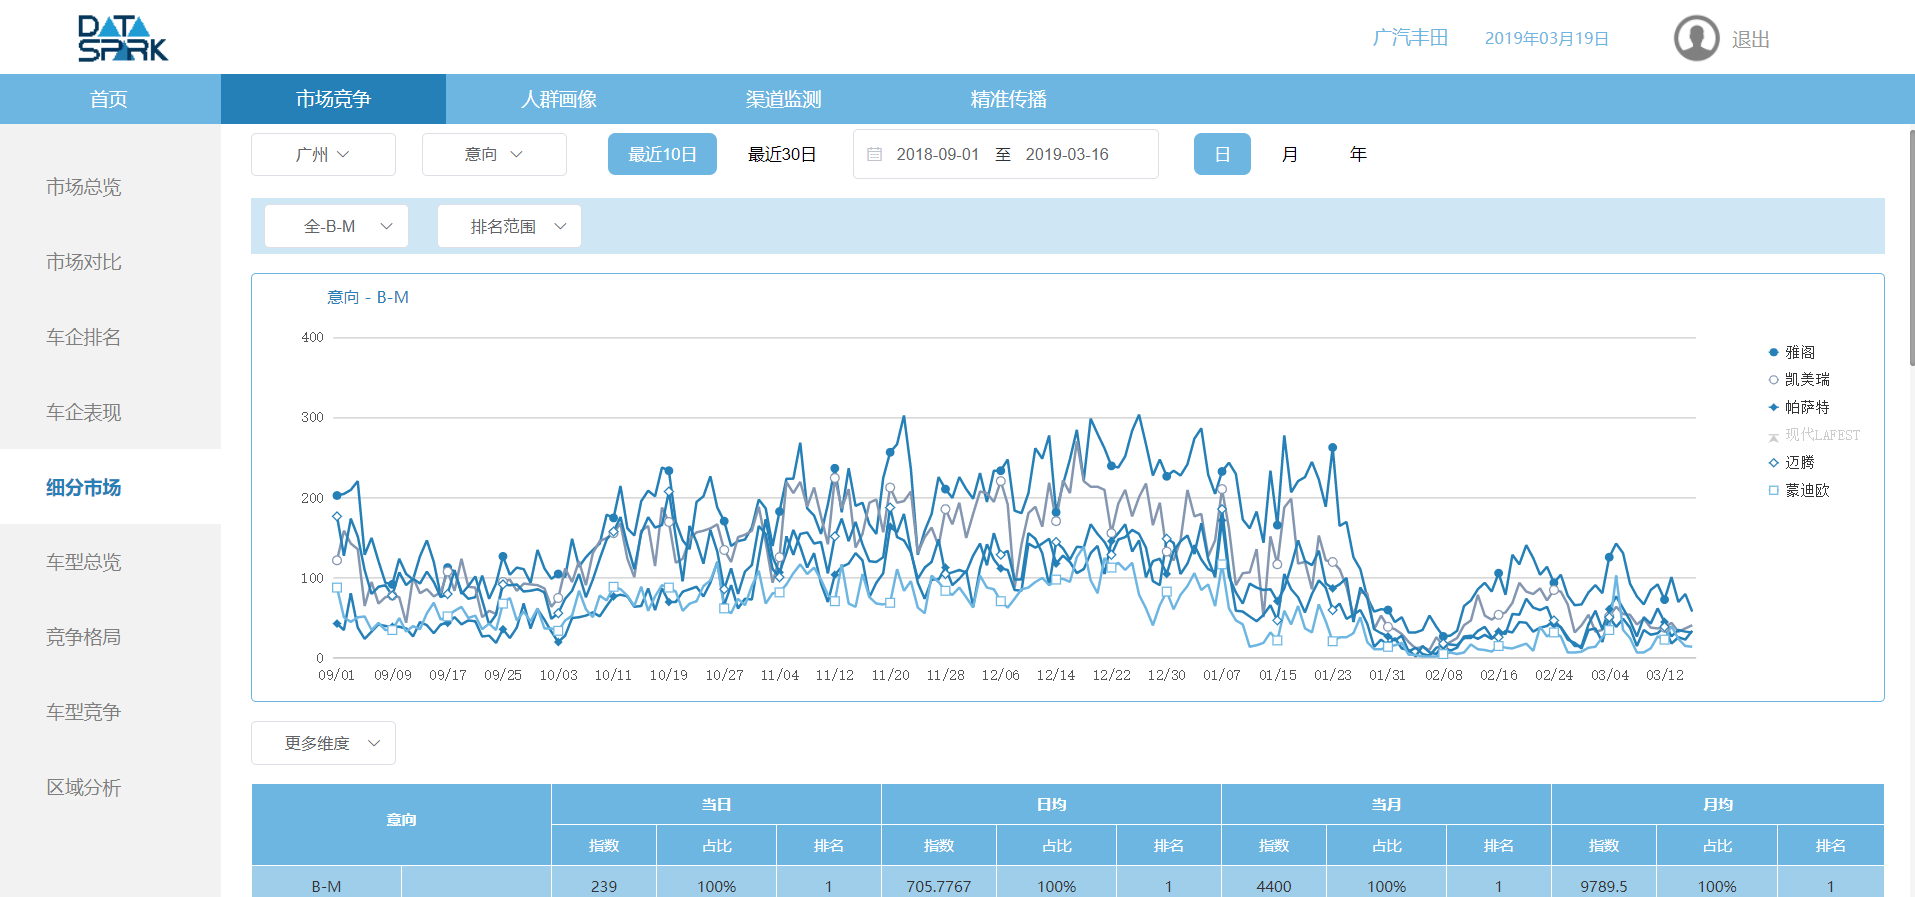 DATA
SPARK
广汽丰田 2019年03月19日 退出
首页 市场竞争 人群画像 渠道监测 精准传播
广州 意向 最近10日 最近30日 2018-09-01 至 2019-03-16 日 月 年
市场总览
市场对比
车企排名
车企表现
细分市场
车型总览
竞争格局
车型竞争
区域分析
全-B-M 排名范围
意向 - B-M
400
300
200
100
0
09/01 09/09 09/17 09/25 10/03 10/11 10/19 10/27 11/04 11/12 11/20 11/28 12/06 12/14 12/22 12/30 01/07 01/15 01/23 01/31 02/08 02/16 02/24 03/04 03/12
雅阁
凯美瑞
帕萨特
现代LAFEST
迈腾
蒙迪欧
更多维度
意向 当日 日均 当月 月均
指数 占比 排名 指数 占比 排名 指数 占比 排名 指数 占比 排名
B-M 239 100% 1 705.7767 100% 1 4400 100% 1 9789.5 100% 1